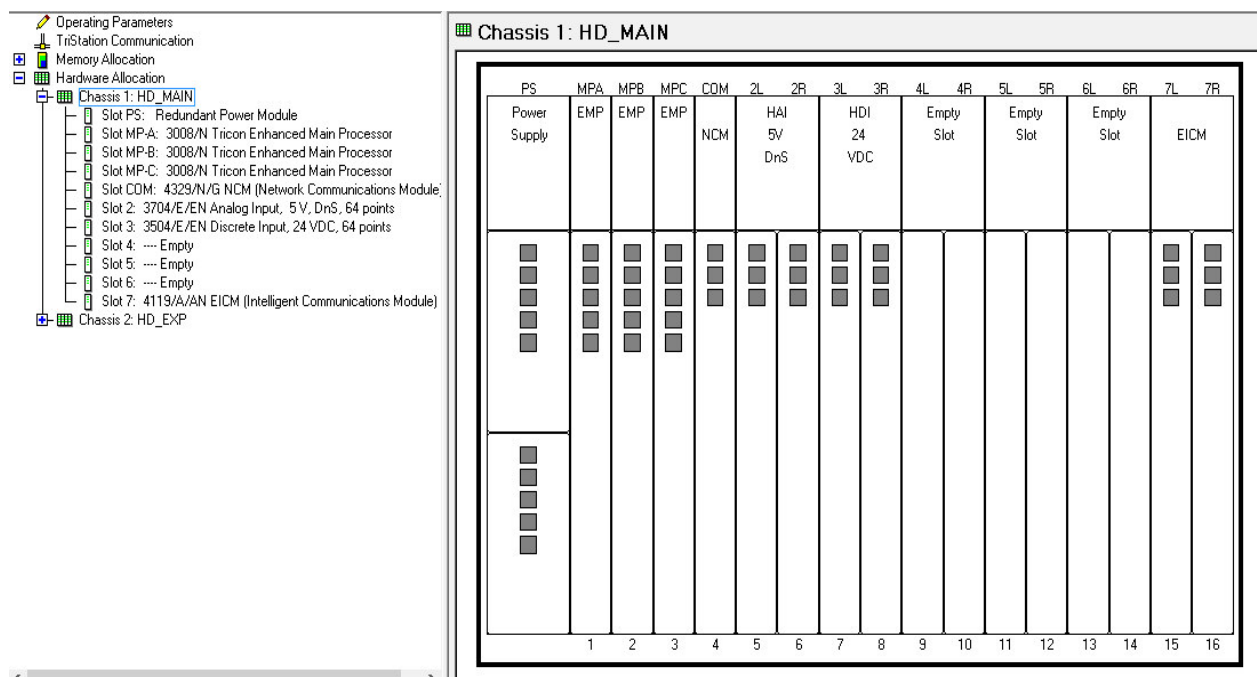 Operating Parameters
TriStation Communication
Memory Allocation
Hardware Allocation
Chassis 1: HD_MAIN
Slot PS: Redundant Power Module
Slot MP-A: 3008/N Tricon Enhanced Main Processor
Slot MP-B: 3008/N Tricon Enhanced Main Processor
Slot MP-C: 3008/N Tricon Enhanced Main Processor
Slot COM: 4329/N/G NCM (Network Communications Module)
Slot 2: 3704/E/EN Analog Input, 5 V, DnS, 64 points
Slot 3: 3504/E/EN Discrete Input, 24 VDC, 64 points
Slot 4: ---- Empty
Slot 5: ---- Empty
Slot 6: ---- Empty
Slot 7: 4119/A/AN EICM (Intelligent Communications Module)
Chassis 2: HD_EXP
Chassis 1: HD_MAIN
PS MPA MPB MPC COM 2L 2R 3L 3R 4L 4R 5L 5R 6L 6R 7L 7R
Power EMP EMP EMP HAI HDI Empty Empty Empty
Supply NCM 5V 24 Slot Slot Slot EICM
DnS VDC
1 2 3 4 5 6 7 8 9 10 11 12 13 14 15 16